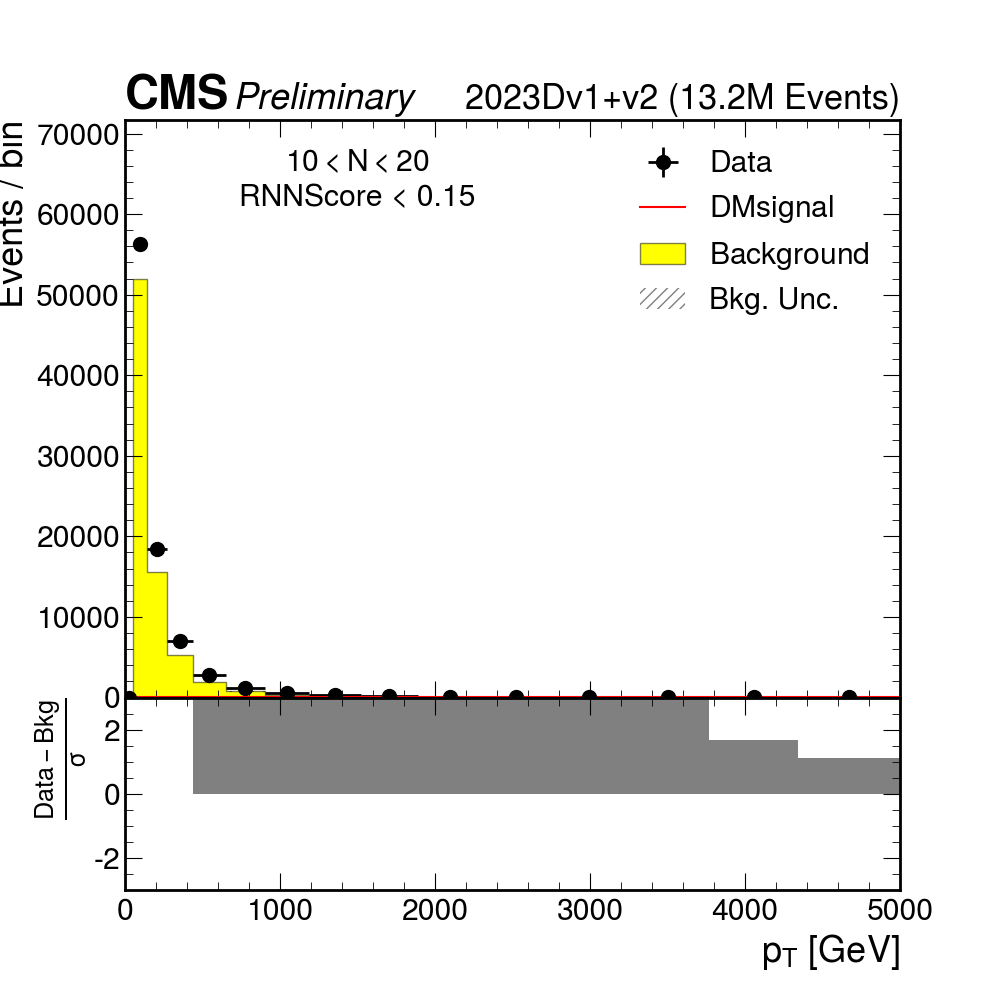 CMS Preliminary 2023Dv1+v2 (13.2M Events)
Events / bin
70000
60000
50000
40000
30000
20000
10000
0
10 < N < 20
RNNScore < 0.15
Data
DMsignal
Background
Bkg. Unc.
Data – Bkg
σ
2
0
-2
0 1000 2000 3000 4000 5000
pT [GeV]